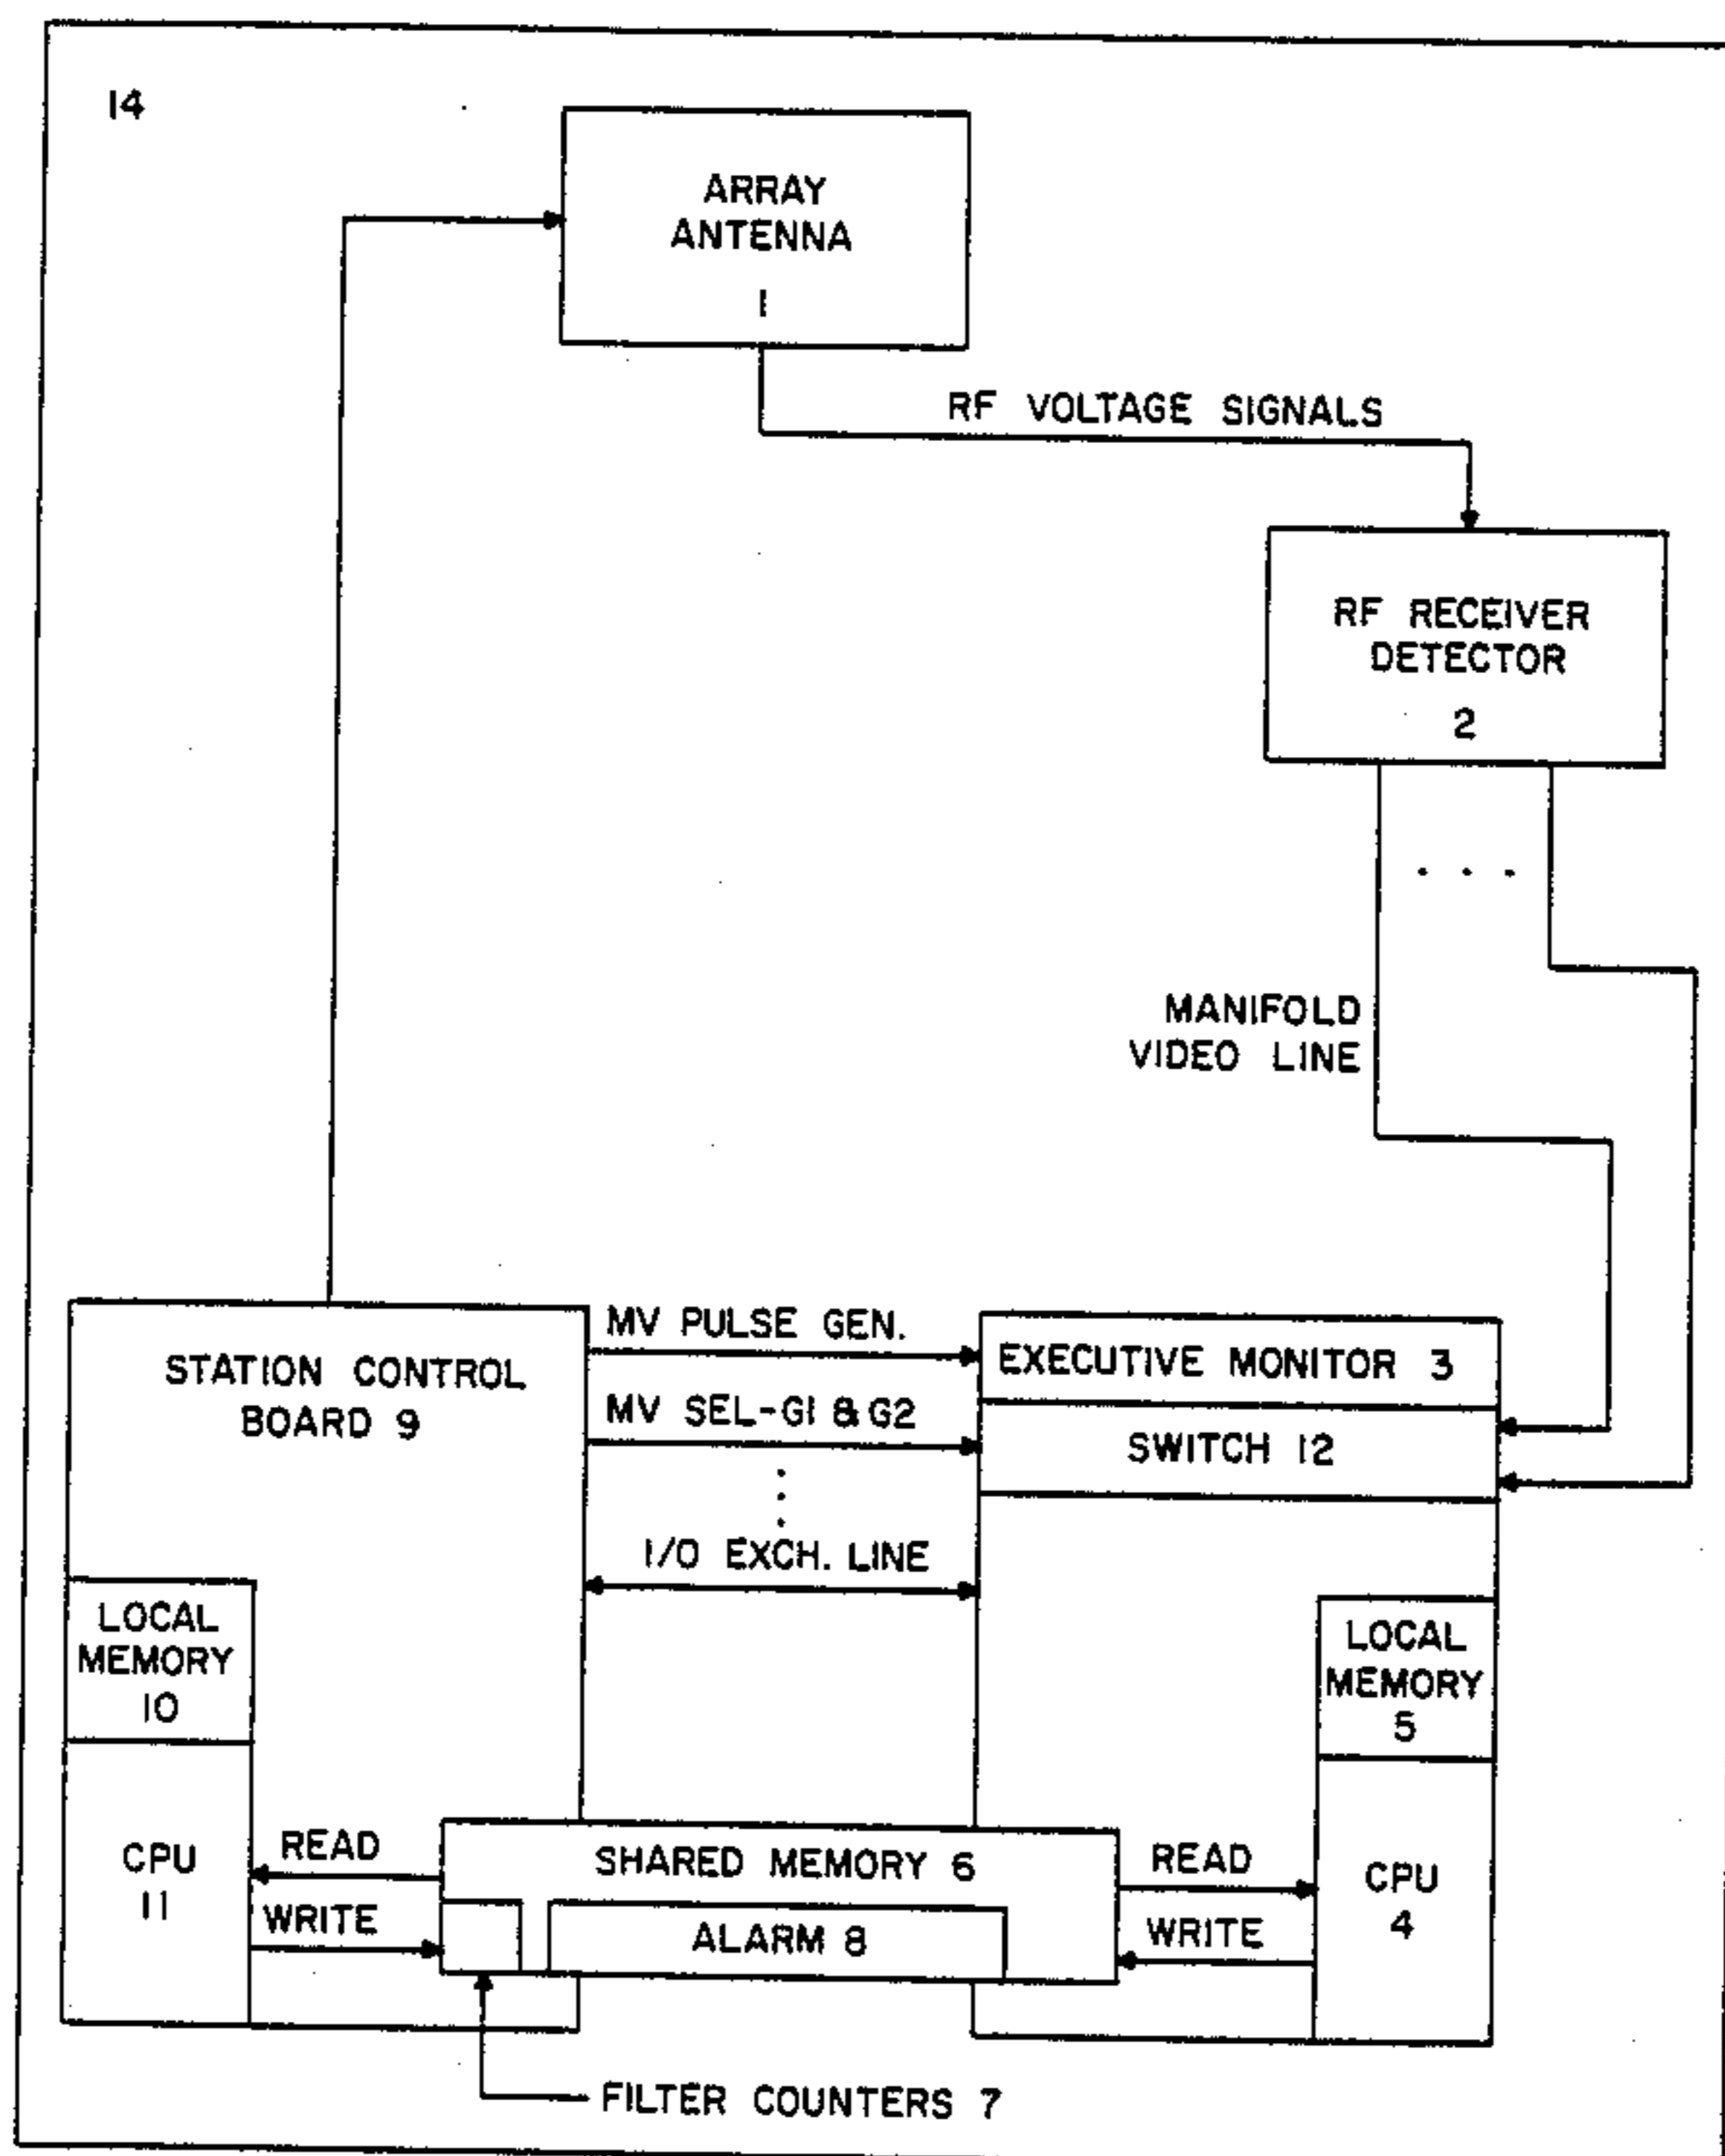 14
ARRAY
ANTENNA
1
RF VOLTAGE SIGNALS
RF RECEIVER
DETECTOR
2
MANIFOLD
VIDEO LINE
STATION CONTROL
BOARD 9
MV PULSE GEN.
MV SEL-G1 & G2
I/O EXCH. LINE
EXECUTIVE MONITOR 3
SWITCH 12
LOCAL
MEMORY
10
CPU
11
READ
WRITE
SHARED MEMORY 6
ALARM 8
READ
WRITE
LOCAL
MEMORY
5
CPU
4
FILTER COUNTERS 7